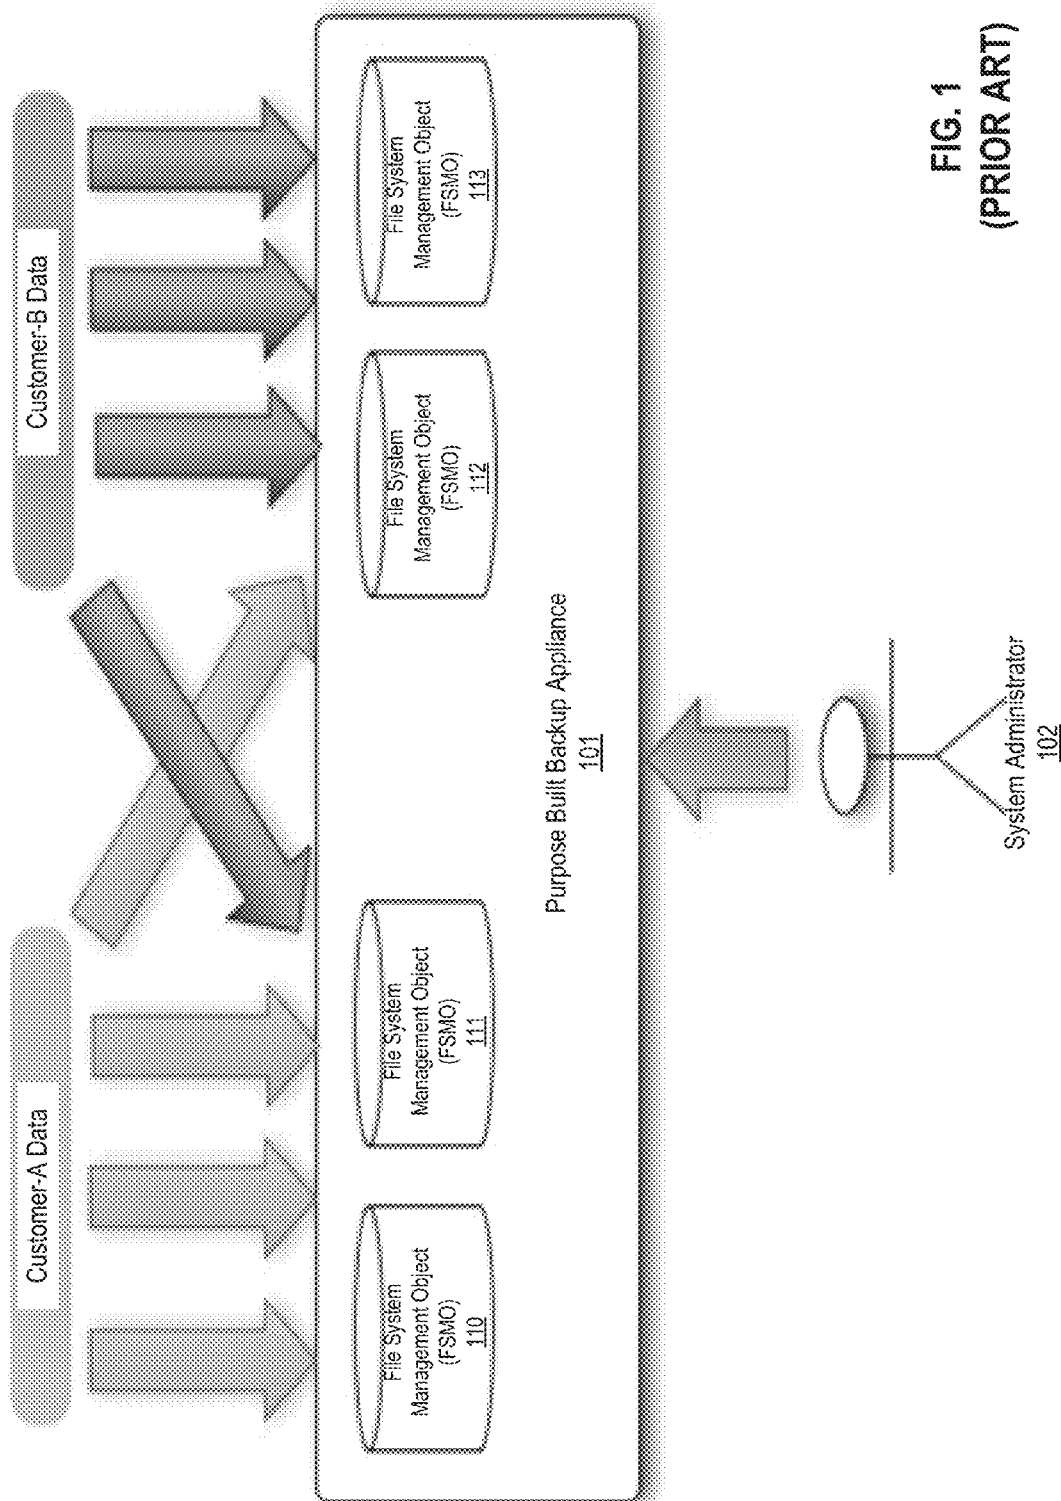 Customer-A Data
Customer-B Data
File System
Management Object
(FSMO)
110
File System
Management Object
(FSMO)
111
File System
Management Object
(FSMO)
112
File System
Management Object
(FSMO)
113
Purpose Built Backup Appliance
101
System Administrator
102
FIG. 1
(PRIOR ART)